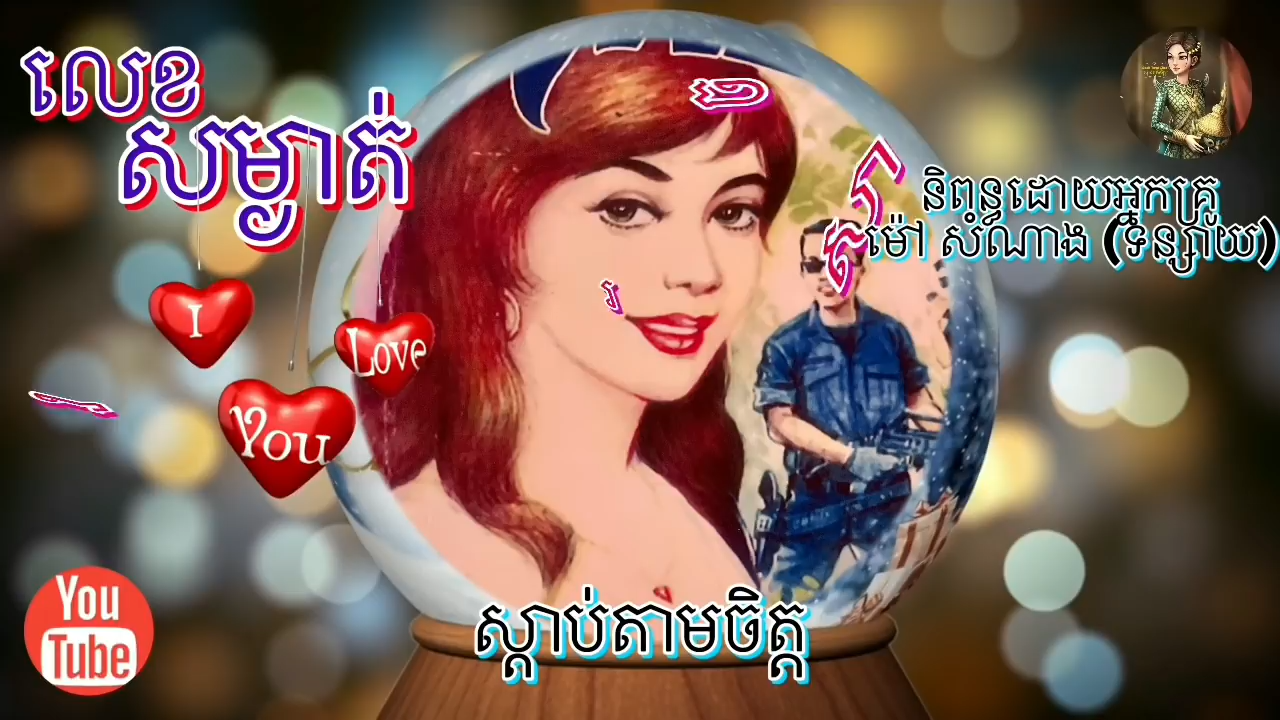 លេខ
សម្លាត់
និពន្ធដោយអ្នកគ្រូ
ម៉ៅ សំណាង (ទន្សាយ)
I
Love
You
You
Tube
ស្តាប់តាមចិត្ត